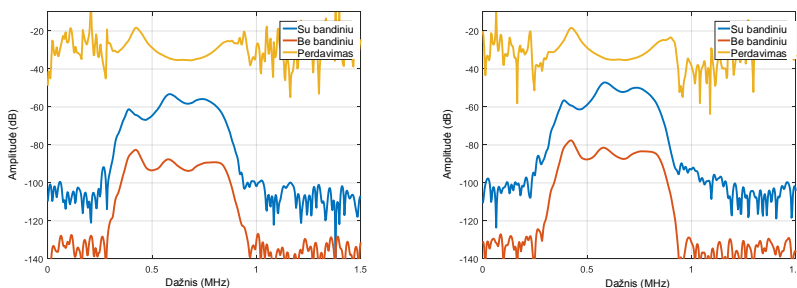 -20
-40
-60
-80
-100
-120
-140
0
0.5
1
1.5
Amplitudė (dB)
Dažnis (MHz)
Su bandiniu
Be bandiniu
Perdavimas
-20
-40
-60
-80
-100
-120
-140
0
0.5
1
1.5
Amplitudė (dB)
Dažnis (MHz)
Su bandiniu
Be bandiniu
Perdavimas